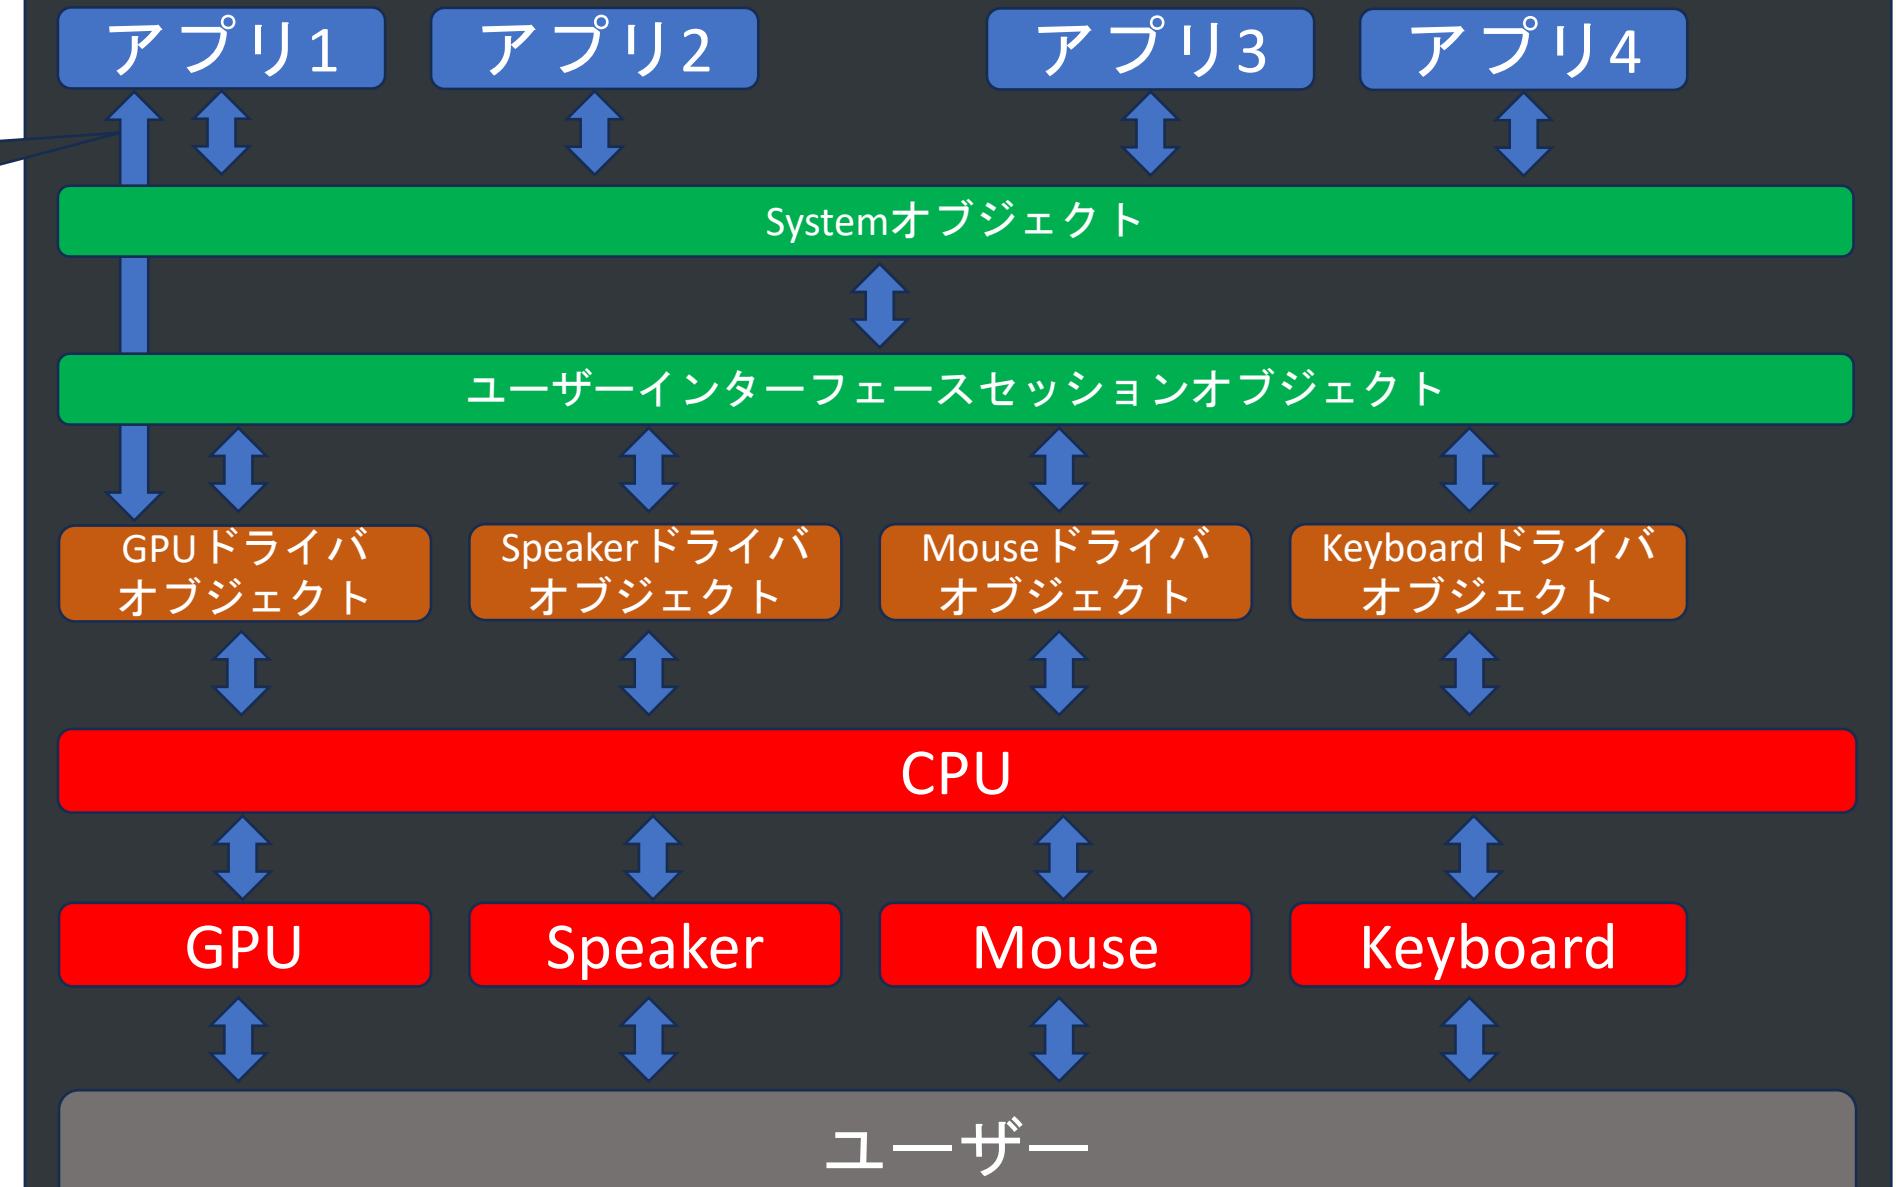 アプリ1
アプリ2
アプリ3
アプリ4
Systemオブジェクト
ユーザーインターフェースセッションオブジェクト
GPUドライバ
オブジェクト
Speakerドライバ
オブジェクト
Mouseドライバ
オブジェクト
Keyboardドライバ
オブジェクト
CPU
GPU
Speaker
Mouse
Keyboard
ユーザー